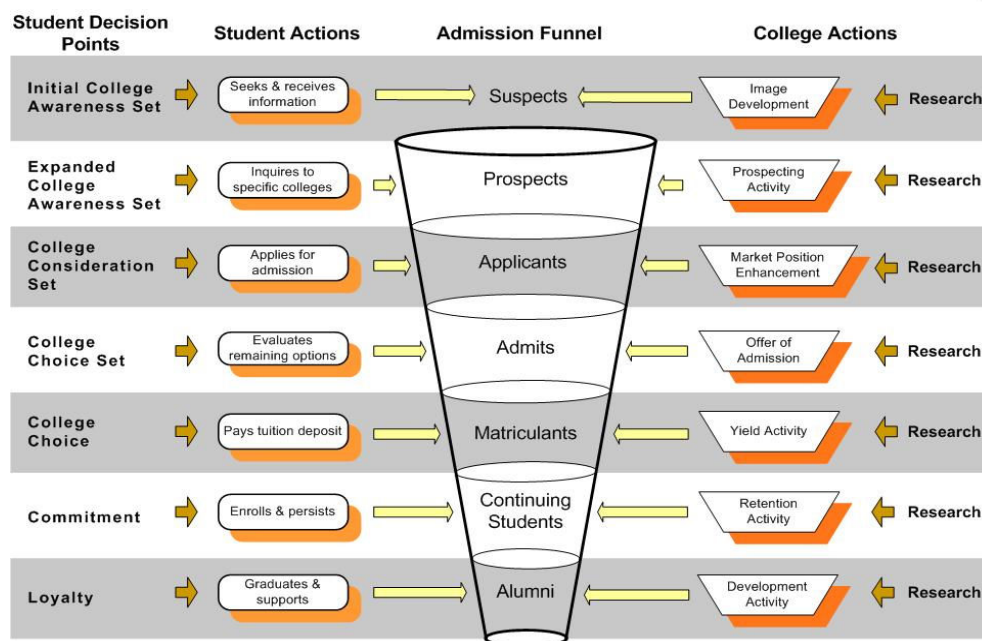 Student Decision
Points
Student Actions
Admission Funnel
College Actions
Initial College
Awareness Set
Seeks & receives
information
Suspects
Image
Development
Research
Expanded
College
Awareness Set
Inquires to
specific colleges
Prospects
Prospecting
Activity
Research
College
Consideration
Set
Applies for
admission
Applicants
Market Position
Enhancement
Research
College
Choice Set
Evaluates
remaining options
Admits
Offer of
Admission
Research
College
Choice
Pays tuition deposit
Matriculants
Yield Activity
Research
Commitment
Enrolls & persists
Continuing
Students
Retention
Activity
Research
Loyalty
Graduates &
supports
Alumni
Development
Activity
Research